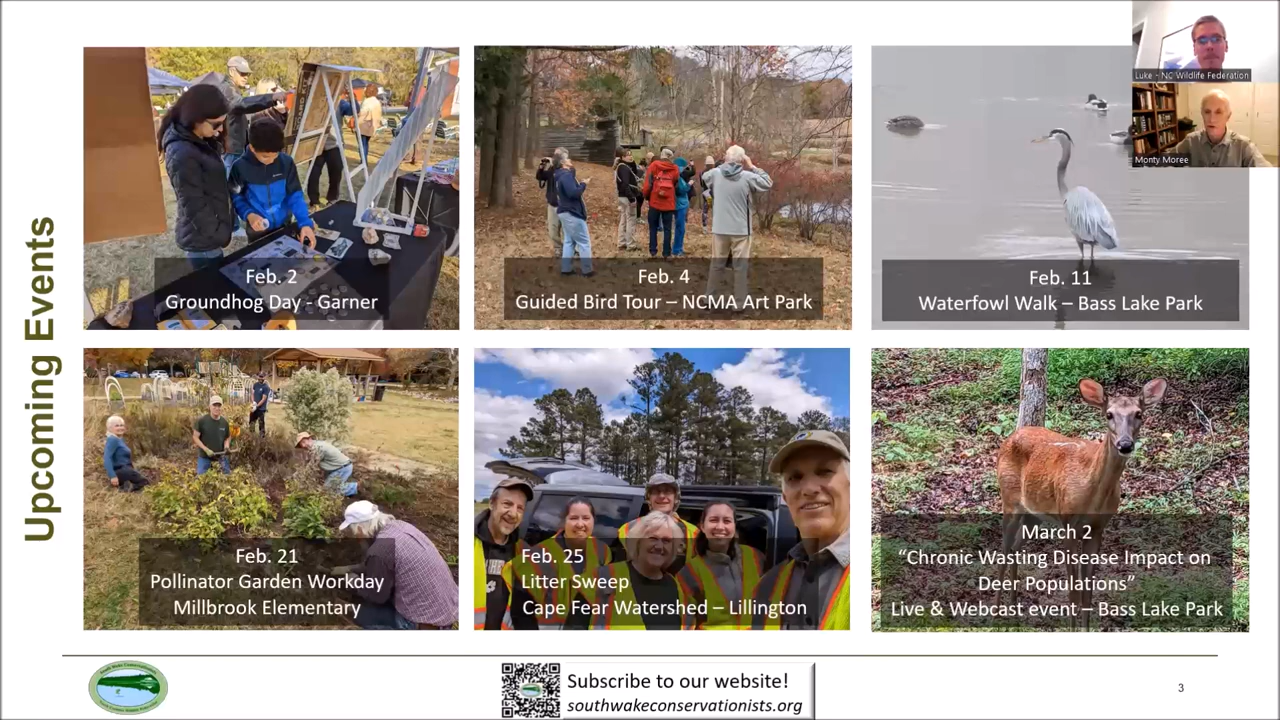 Upcoming Events
Luke - NC Wildlife Federation
Monty Moree
Feb. 2
Groundhog Day - Garner
Feb. 4
Guided Bird Tour – NCMA Art Park
Feb. 11
Waterfowl Walk – Bass Lake Park
Feb. 21
Pollinator Garden Workday
Millbrook Elementary
Feb. 25
Litter Sweep
Cape Fear Watershed – Lillington
March 2
“Chronic Wasting Disease Impact on
Deer Populations”
Live & Webcast event – Bass Lake Park
Subscribe to our website!
southwakeconservationists.org
3